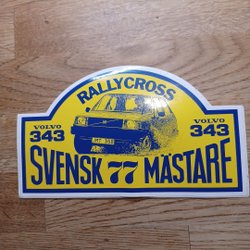 RALLYCROSS
VOLVO VOLVO
343 343
SVENSK 77 MÄSTARE